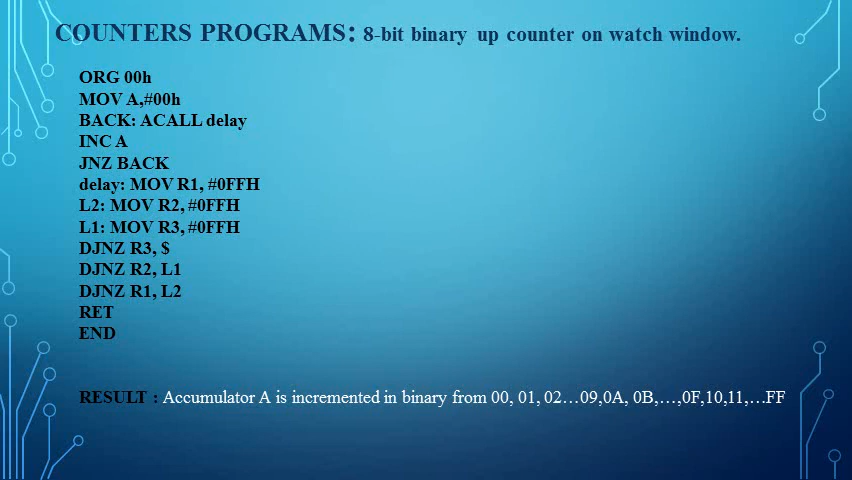 COUNTERS PROGRAMS: 8-bit binary up counter on watch window.
ORG 00h
MOV A,#00h
BACK: ACALL delay
INC A
JNZ BACK
delay: MOV R1, #0FFH
L2: MOV R2, #0FFH
L1: MOV R3, #0FFH
DJNZ R3, $
DJNZ R2, L1
DJNZ R1, L2
RET
END
RESULT : Accumulator A is incremented in binary from 00, 01, 02…09,0A, 0B,…,0F,10,11,…FF